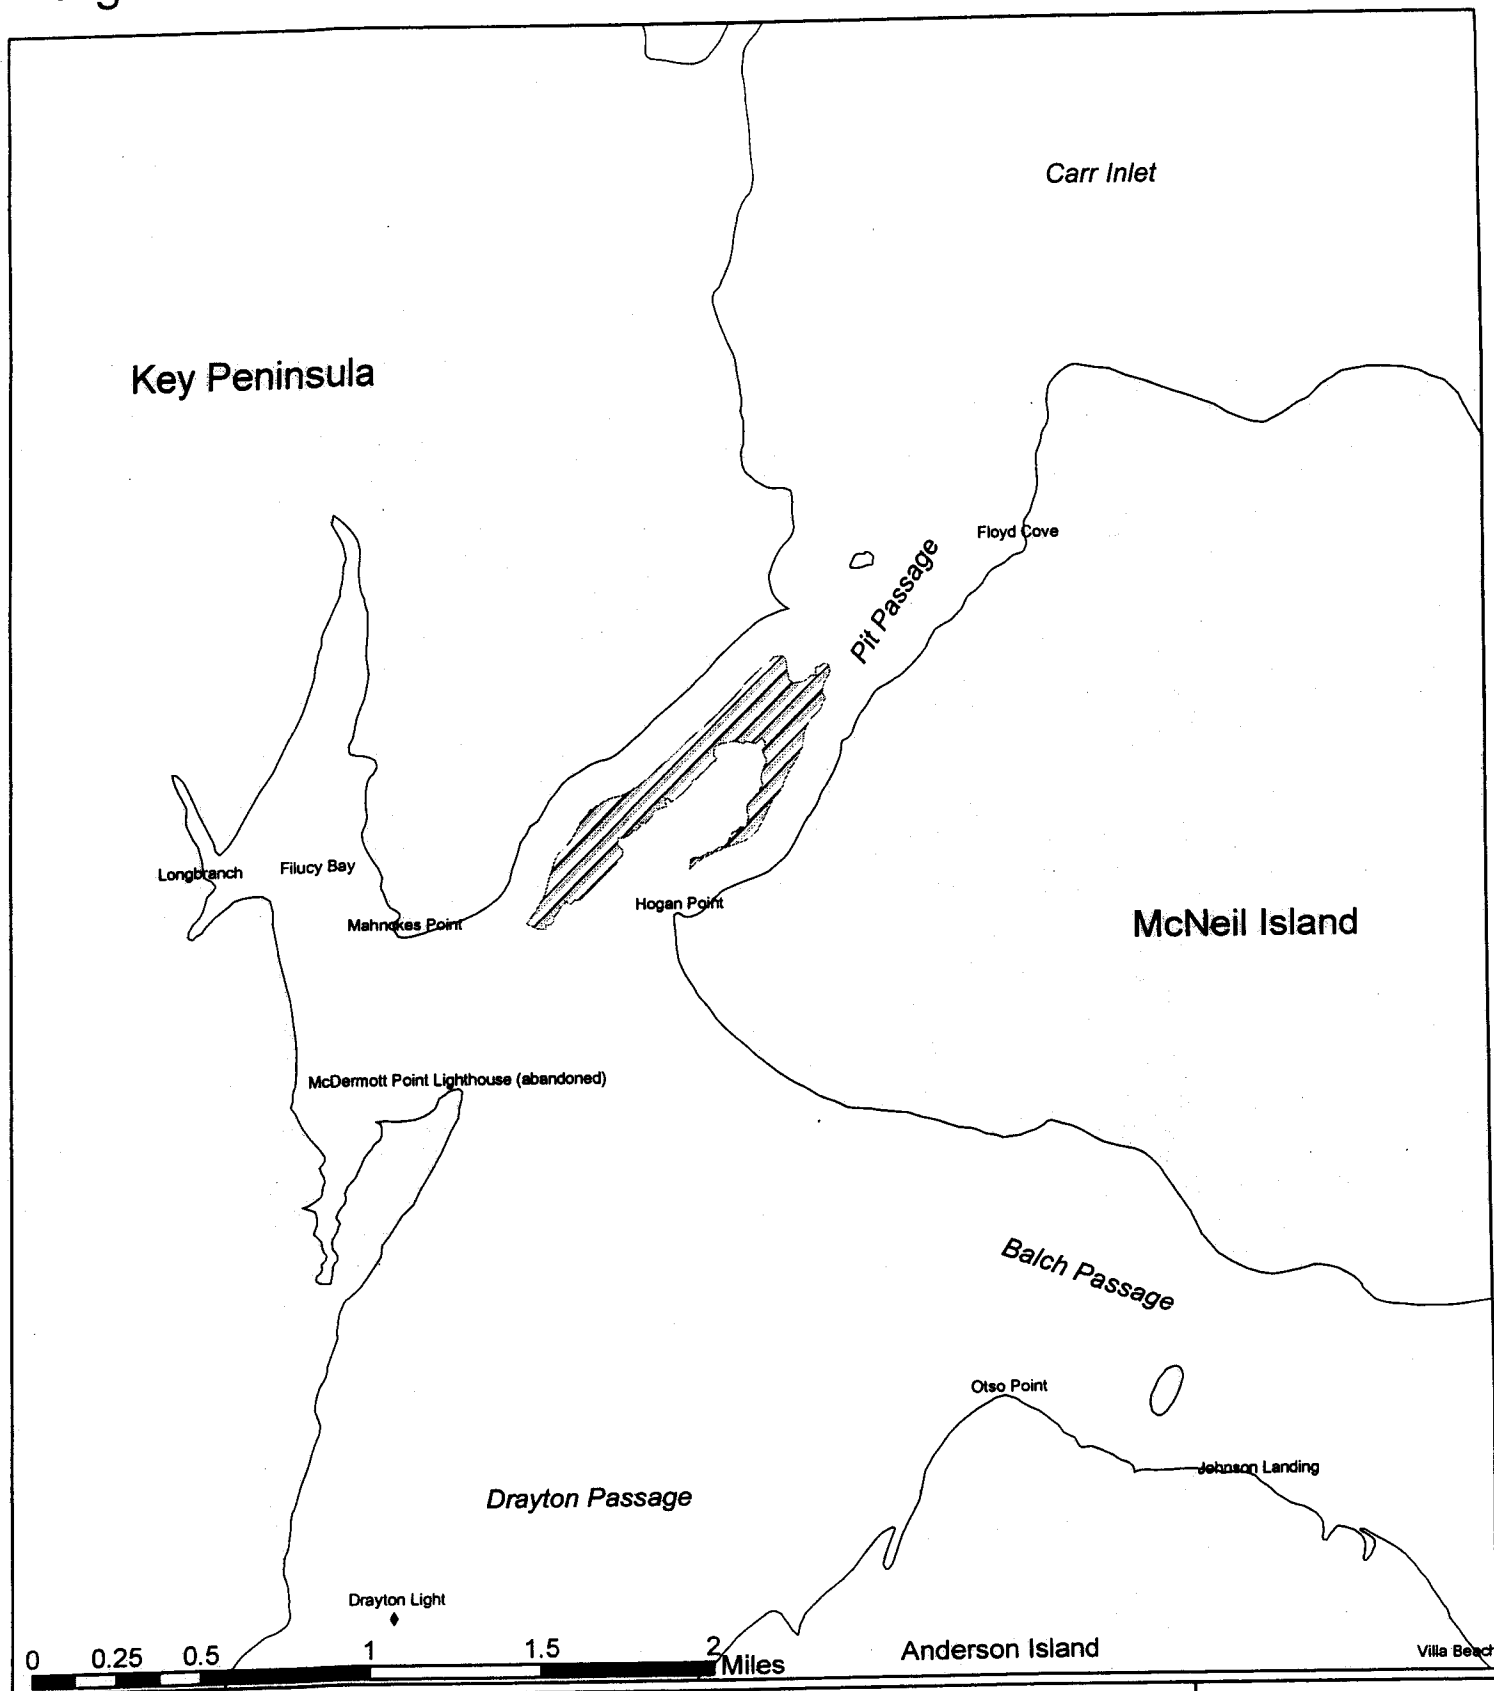 Carr Inlet
Key Peninsula
Floyd Cove
Pit Passage
Longbranch
Filucy Bay
Mahnckes Point
Hogan Point
McNeil Island
McDermott Point Lighthouse (abandoned)
Balch Passage
Otso Point
Johnson Landing
Drayton Passage
Drayton Light
0 0.25 0.5 1 1.5 2 Miles
Anderson Island
Villa Beach